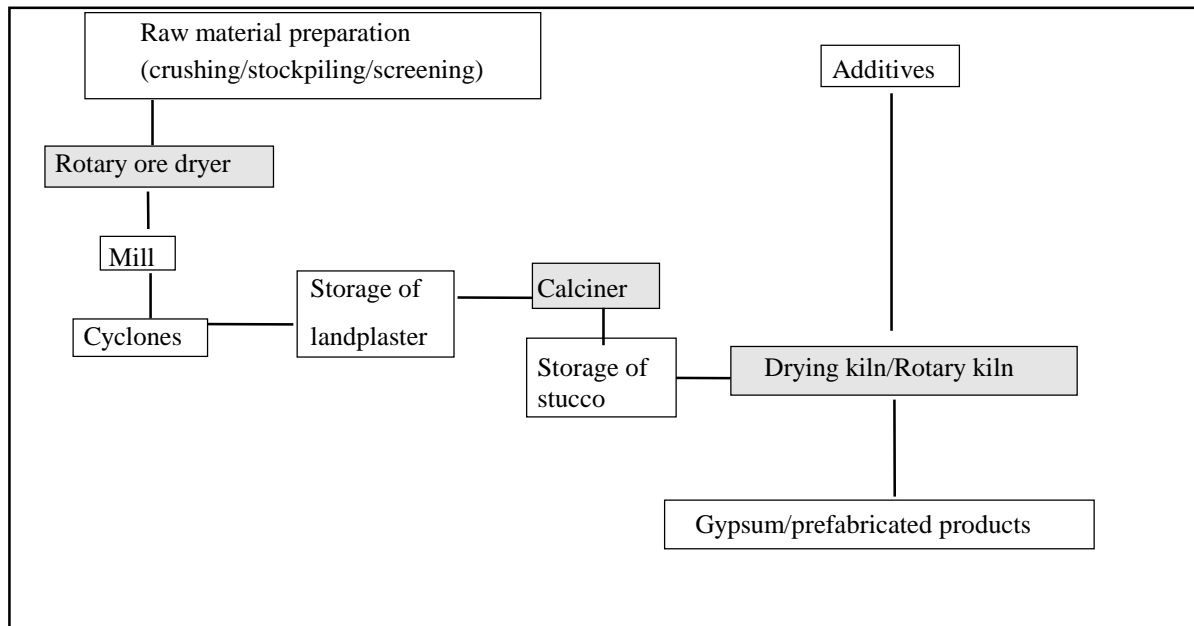 Raw material preparation
(crushing/stockpiling/screening)
Additives
Rotary ore dryer
Mill
Cyclones
Storage of
landplaster
Calciner
Storage of
stucco
Drying kiln/Rotary kiln
Gypsum/prefabricated products